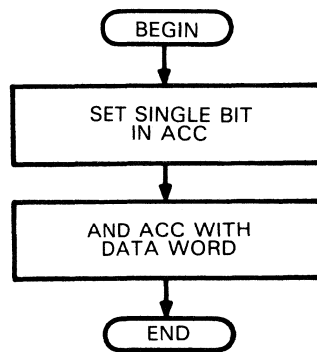 BEGIN
SET SINGLE BIT
IN ACC
AND ACC WITH
DATA WORD
END